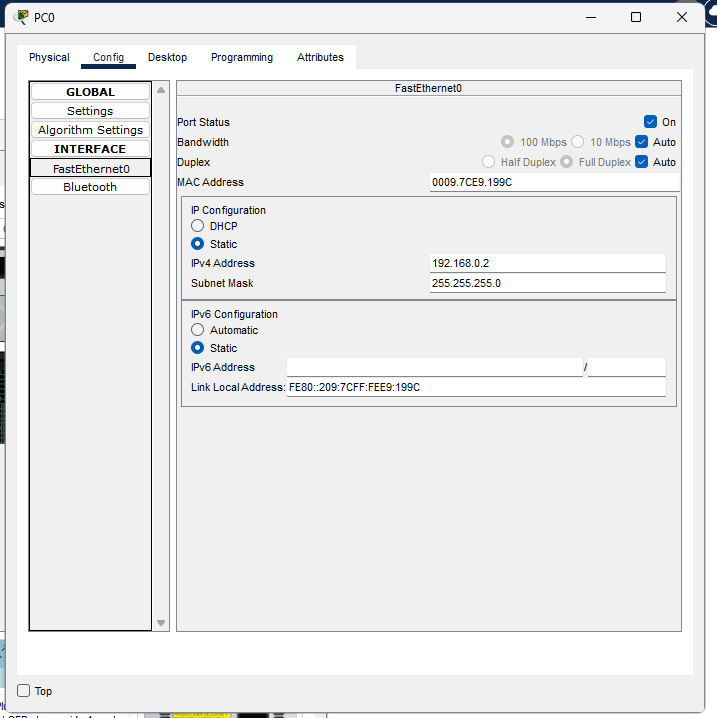 PC0
Physical Config Desktop Programming Attributes
GLOBAL
Settings
Algorithm Settings
INTERFACE
FastEthernet0
Bluetooth
FastEthernet0
Port Status On
Bandwidth 100 Mbps 10 Mbps Auto
Duplex Half Duplex Full Duplex Auto
MAC Address 0009.7CE9.199C
IP Configuration
DHCP
Static
IPv4 Address 192.168.0.2
Subnet Mask 255.255.255.0
IPv6 Configuration
Automatic
Static
IPv6 Address /
Link Local Address: FE80::209:7CFF:FEE9:199C
Top